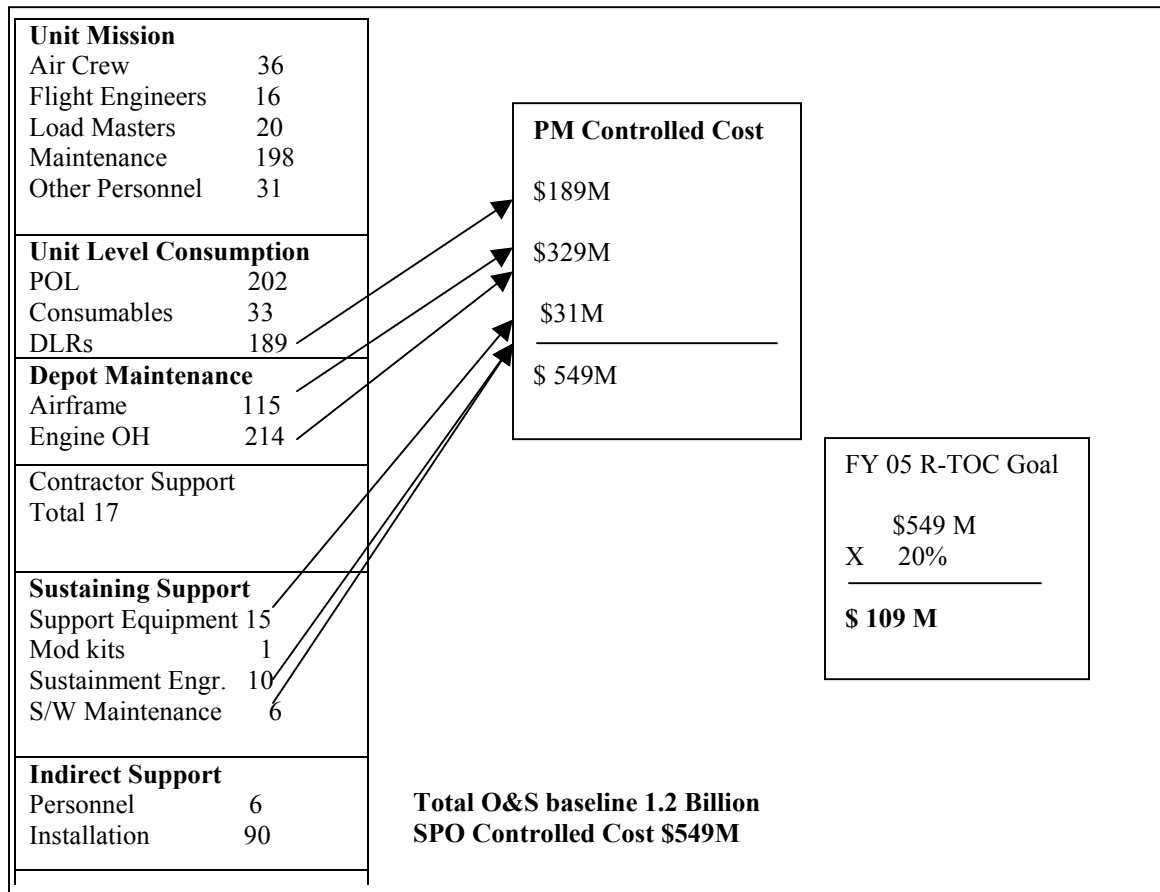 Unit Mission
Air Crew 36
Flight Engineers 16
Load Masters 20
Maintenance 198
Other Personnel 31
Unit Level Consumption
POL 202
Consumables 33
DLRs 189
Depot Maintenance
Airframe 115
Engine OH 214
Contractor Support
Total 17
Sustaining Support
Support Equipment 15
Mod kits 1
Sustainment Engr. 10
S/W Maintenance 6
Indirect Support
Personnel 6
Installation 90
PM Controlled Cost
$189M
$329M
$31M
$ 549M
FY 05 R-TOC Goal
$549 M
X 20%
$ 109 M
Total O&S baseline 1.2 Billion
SPO Controlled Cost $549M